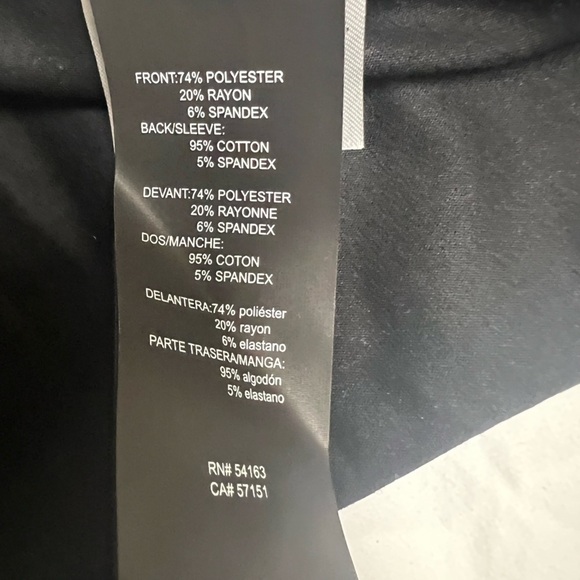 FRONT:74% POLYESTER
20% RAYON
6% SPANDEX
BACK/SLEEVE:
95% COTTON
5% SPANDEX
DEVANT:74% POLYESTER
20% RAYONNE
6% SPANDEX
DOS/MANCHE:
95% COTON
5% SPANDEX
DELANTERA:74% poliéster
20% rayon
6% elastano
PARTE TRASERA/MANGA:
95% algodón
5% elastano
RN# 54163
CA# 57151